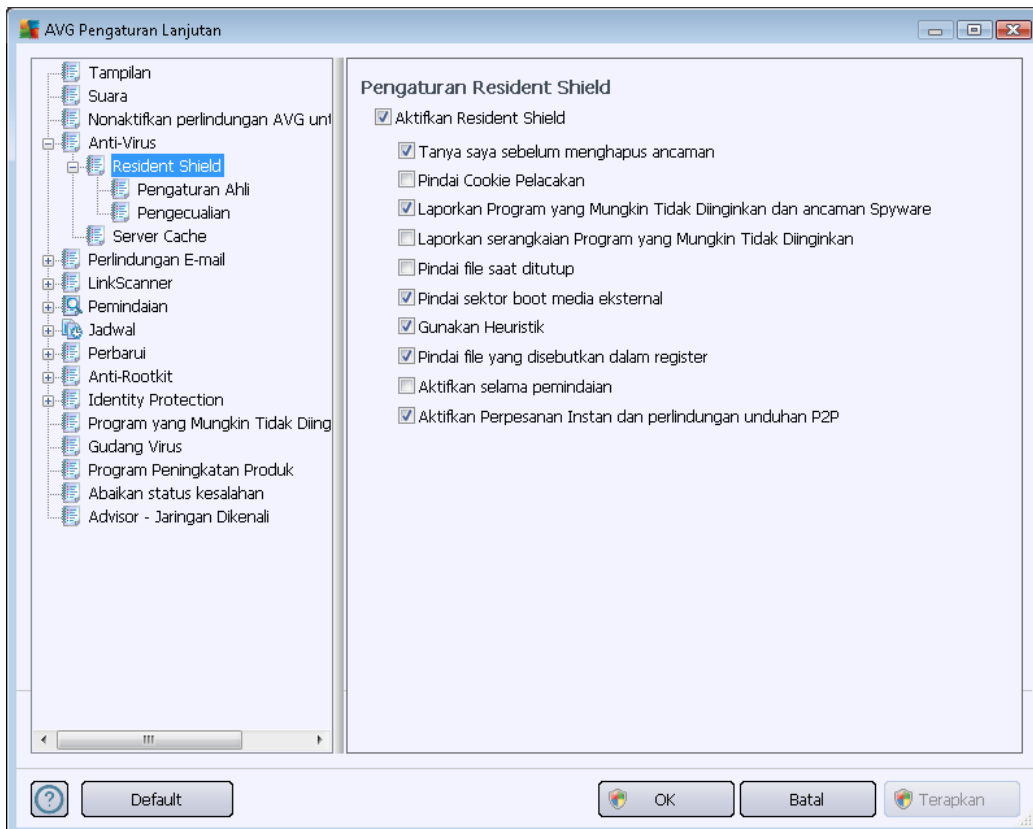 AVG Pengaturan Lanjutan
Tampilan
Suara
Nonaktifkan perlindungan AVG unt
Anti-Virus
Resident Shield
Pengaturan Ahli
Pengecualian
Server Cache
Perlindungan E-mail
LinkScanner
Pemindaian
Jadwal
Perbarui
Anti-Rootkit
Identity Protection
Program yang Mungkin Tidak Diing
Gudang Virus
Program Peningkatan Produk
Abaikan status kesalahan
Advisor - Jaringan Dikenali
Pengaturan Resident Shield
Aktifkan Resident Shield
Tanya saya sebelum menghapus ancaman
Pindai Cookie Pelacakan
Laporkan Program yang Mungkin Tidak Diinginkan dan ancaman Spyware
Laporkan serangkaian Program yang Mungkin Tidak Diinginkan
Pindai file saat ditutup
Pindai sektor boot media eksternal
Gunakan Heuristik
Pindai file yang disebutkan dalam register
Aktifkan selama pemindaian
Aktifkan Perpesanan Instan dan perlindungan unduhan P2P
Default
OK
Batal
Terapkan